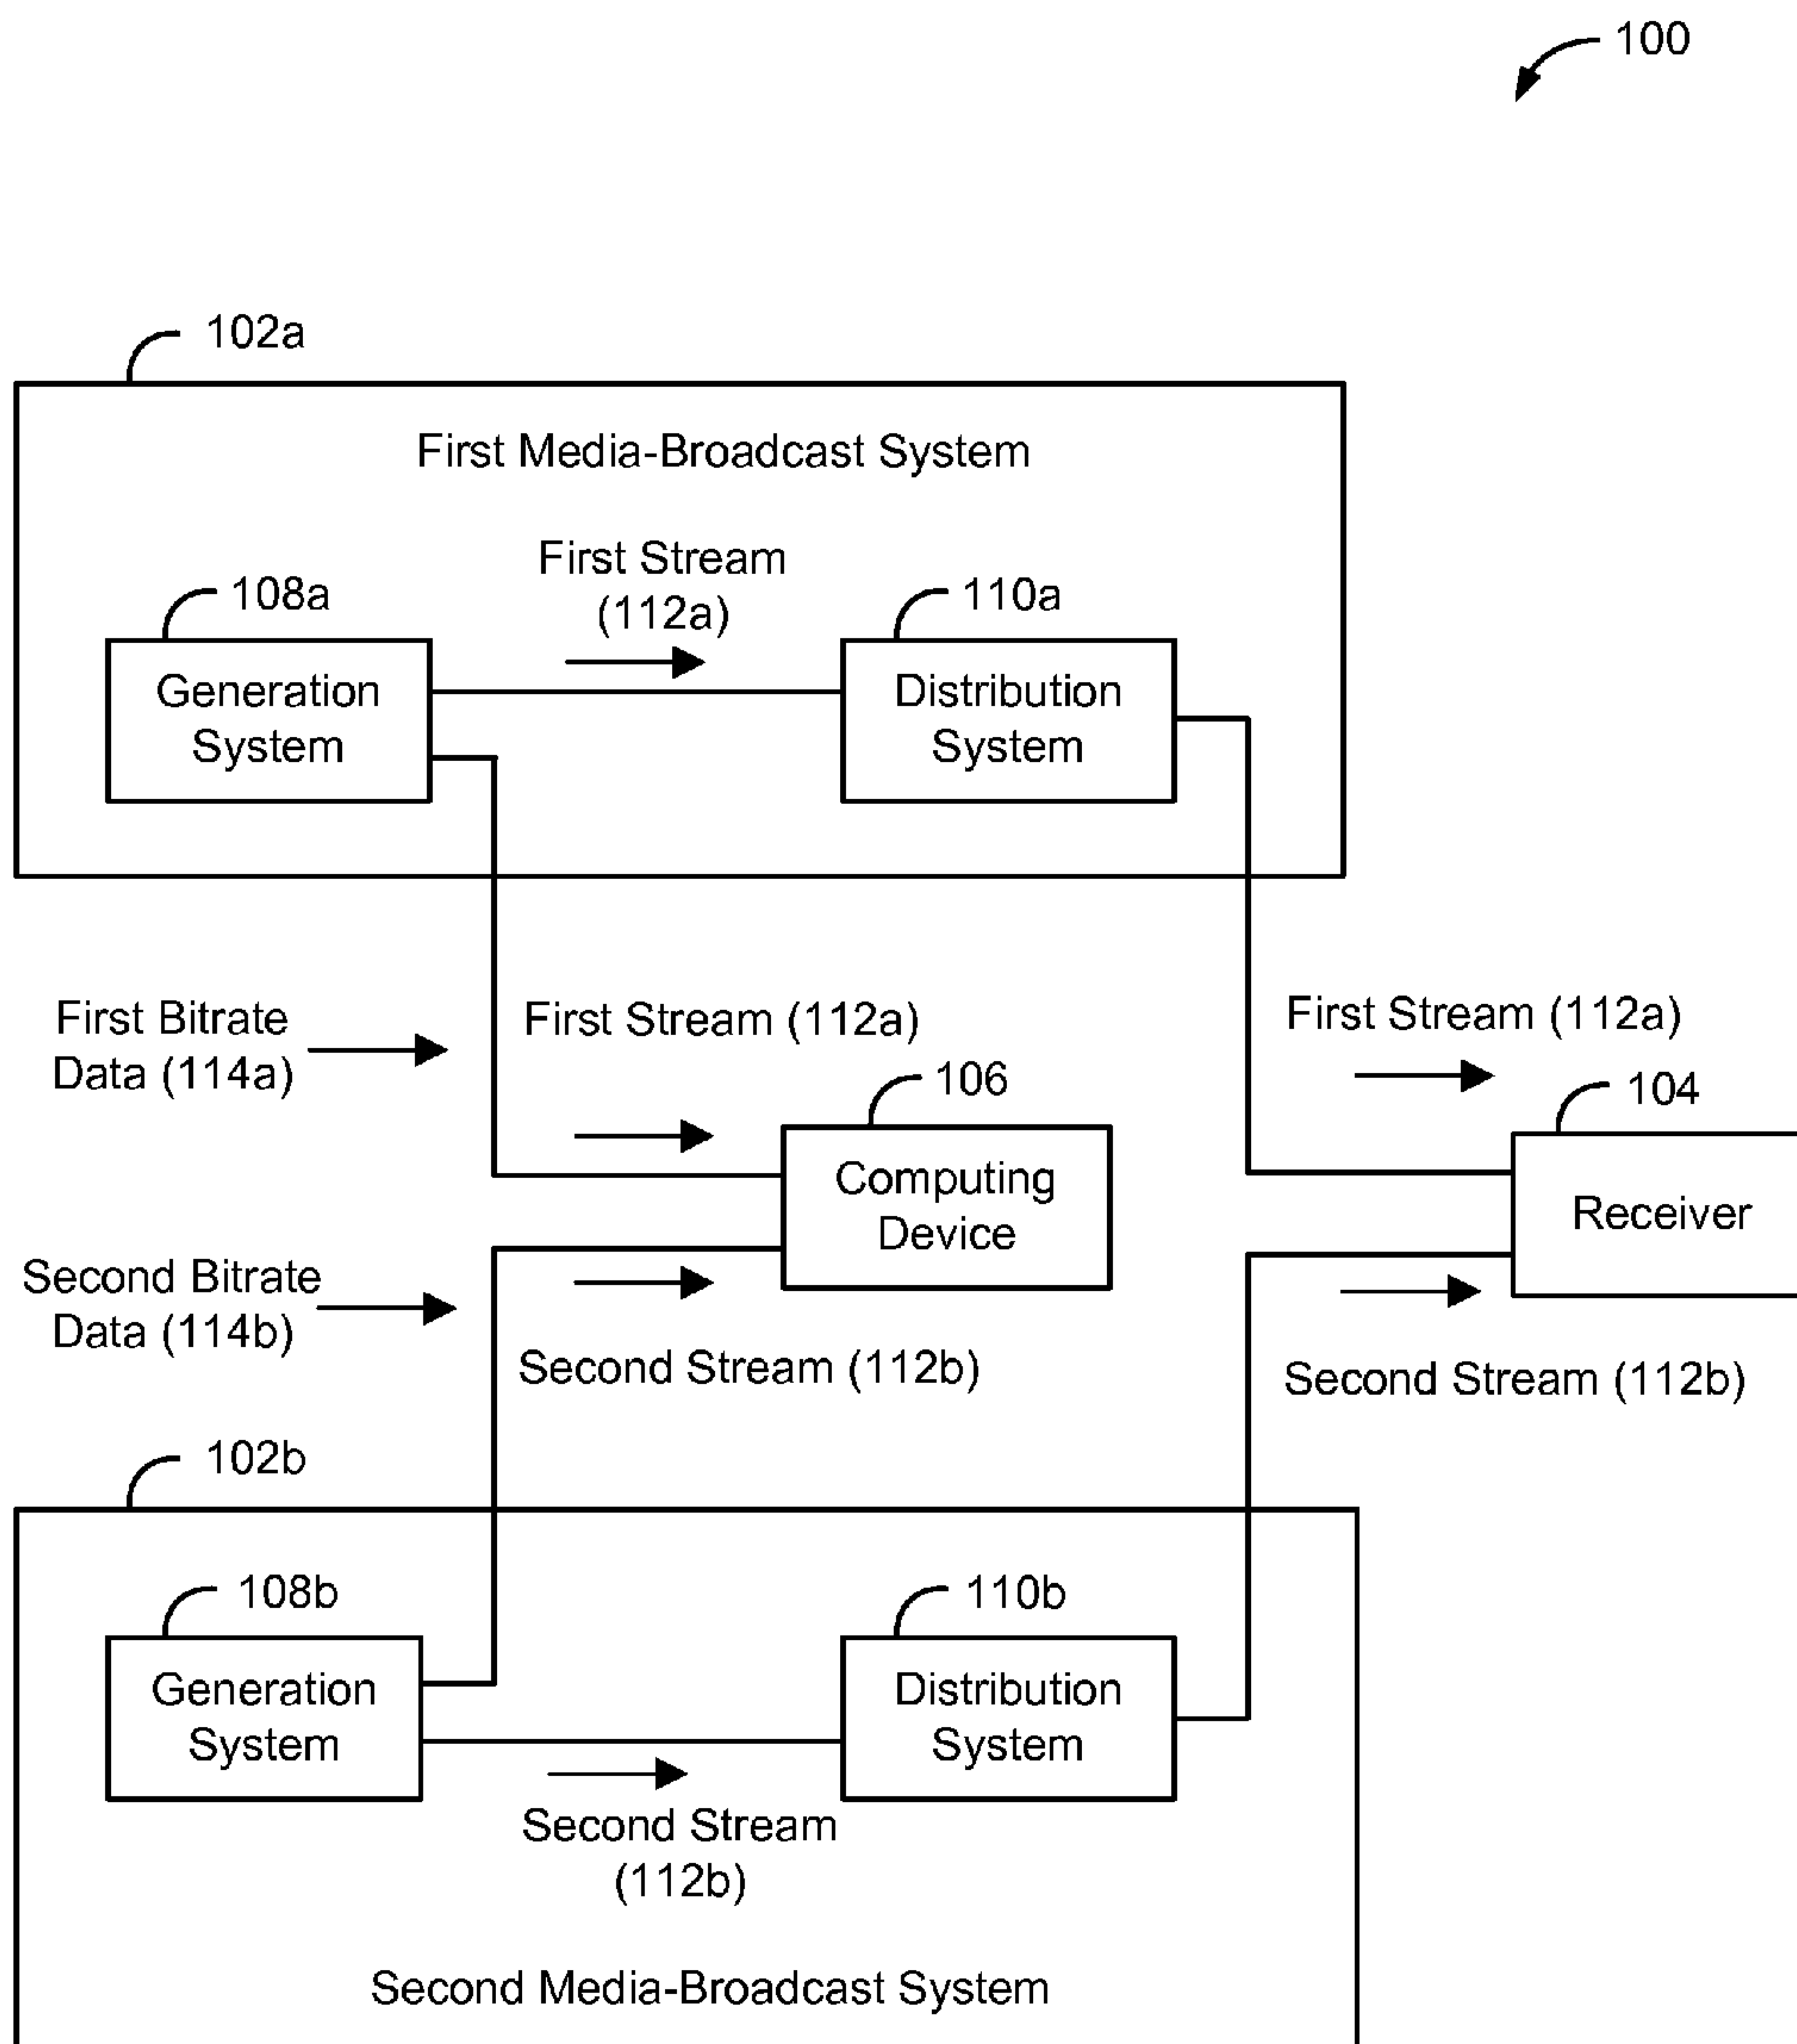 100
102a
First Media-Broadcast System
First Stream
(112a)
108a
110a
Generation
System
Distribution
System
First Bitrate
Data (114a)
First Stream (112a)
First Stream (112a)
106
104
Computing
Device
Receiver
Second Bitrate
Data (114b)
Second Stream (112b)
Second Stream (112b)
102b
108b
110b
Generation
System
Distribution
System
Second Stream
(112b)
Second Media-Broadcast System